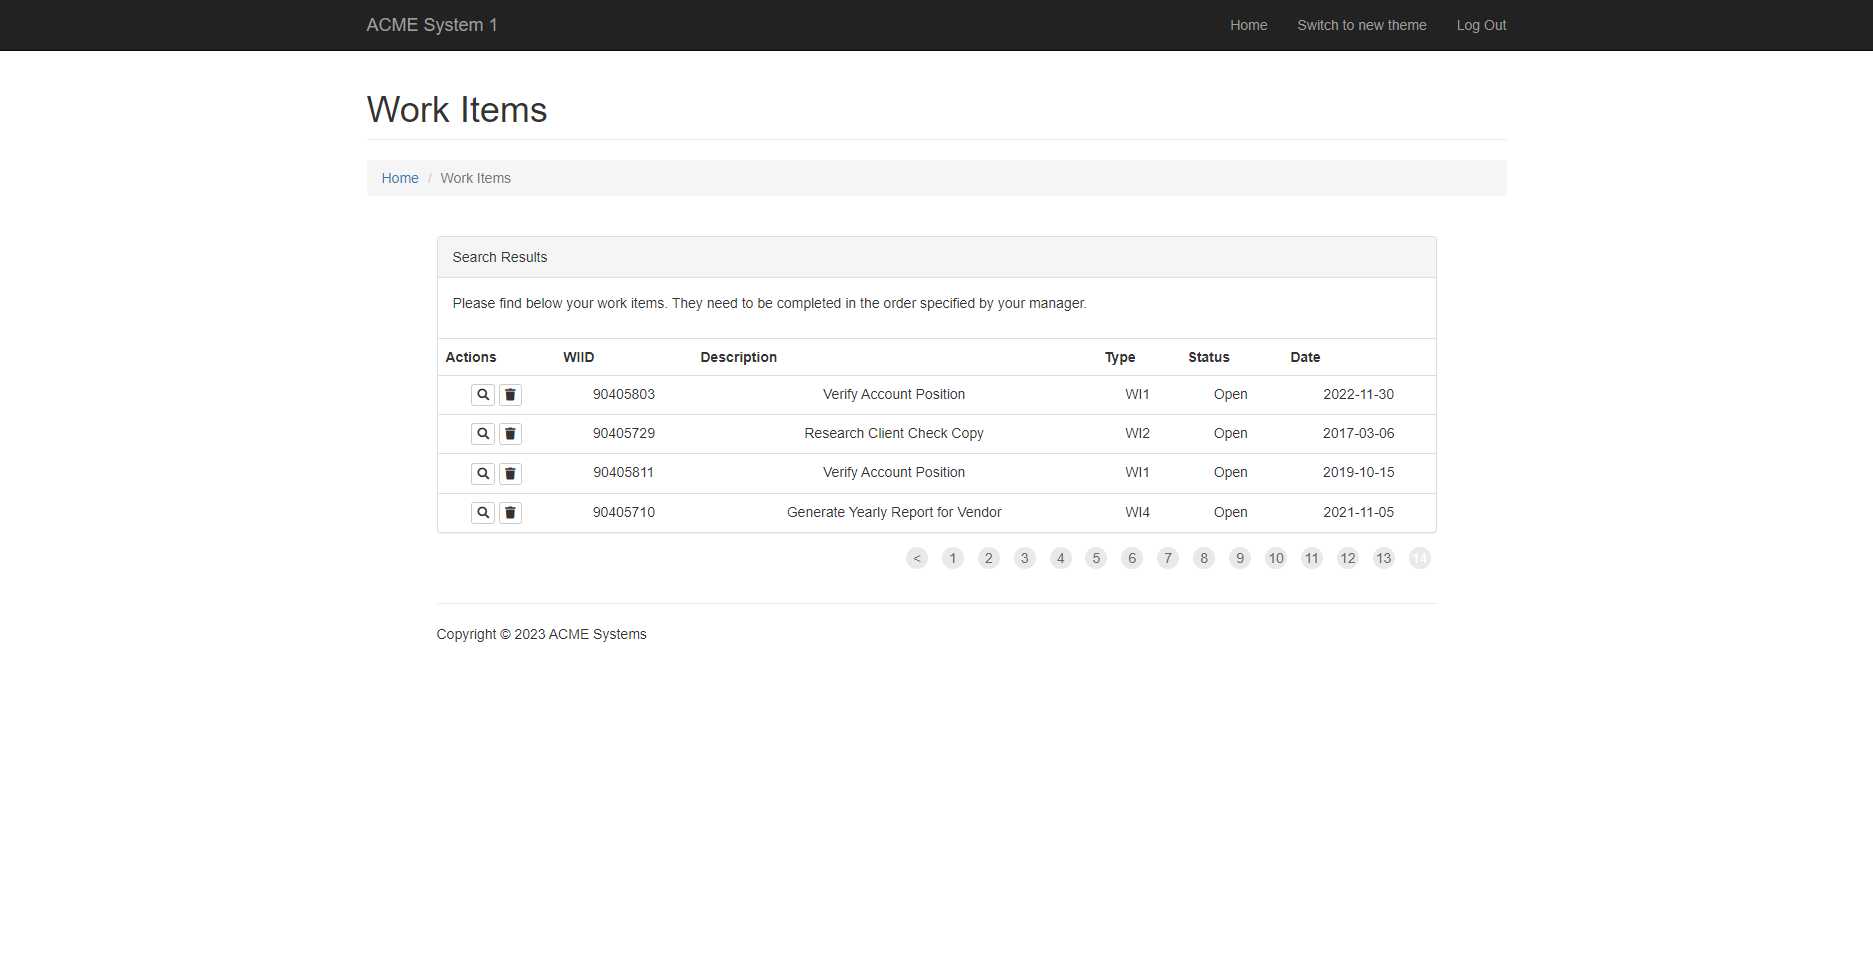 ACME System 1 Home Switch to new theme Log Out
Work Items
Home / Work Items
Search Results
Please find below your work items. They need to be completed in the order specified by your manager.
Actions WIID Description Type Status Date
90405803 Verify Account Position WI1 Open 2022-11-30
90405729 Research Client Check Copy WI2 Open 2017-03-06
90405811 Verify Account Position WI1 Open 2019-10-15
90405710 Generate Yearly Report for Vendor WI4 Open 2021-11-05
< 1 2 3 4 5 6 7 8 9 10 11 12 13 14
Copyright © 2023 ACME Systems